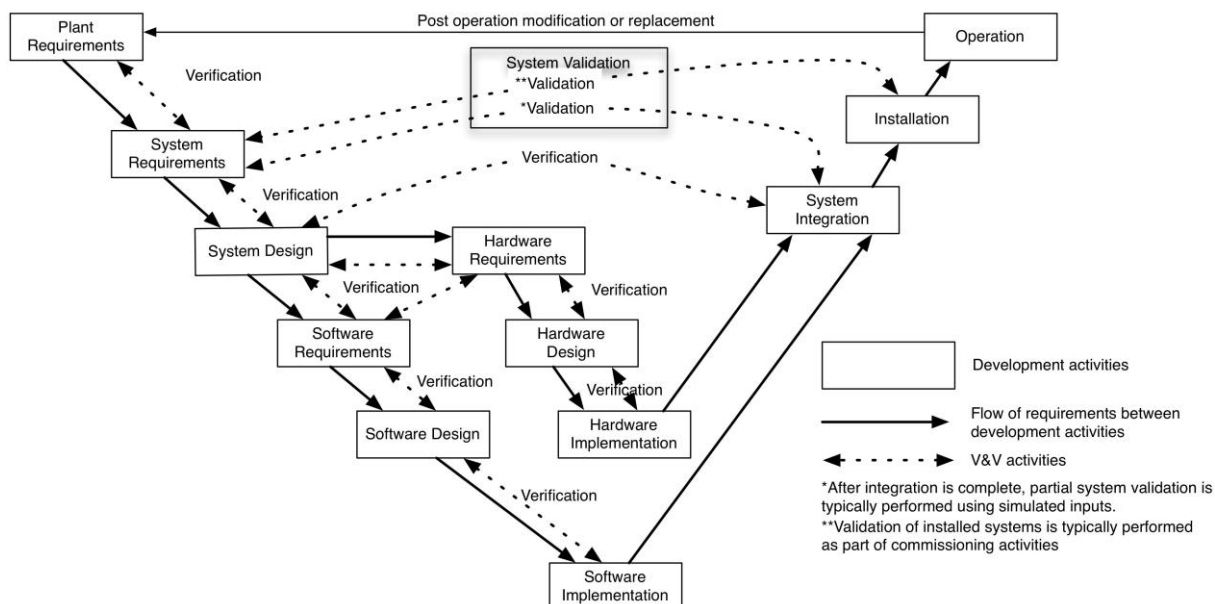 Post operation modification or replacement
Plant
Requirements
Operation
Verification
System Validation
**Validation
*Validation
Installation
System
Requirements
Verification
Verification
System
Integration
System Design
Hardware
Requirements
Verification
Verification
Software
Requirements
Hardware
Design
Verification
Verification
Software Design
Hardware
Implementation
Verification
Software
Implementation
Development activities
Flow of requirements between
development activities
V&V activities
*After integration is complete, partial system validation is
typically performed using simulated inputs.
**Validation of installed systems is typically performed
as part of commissioning activities